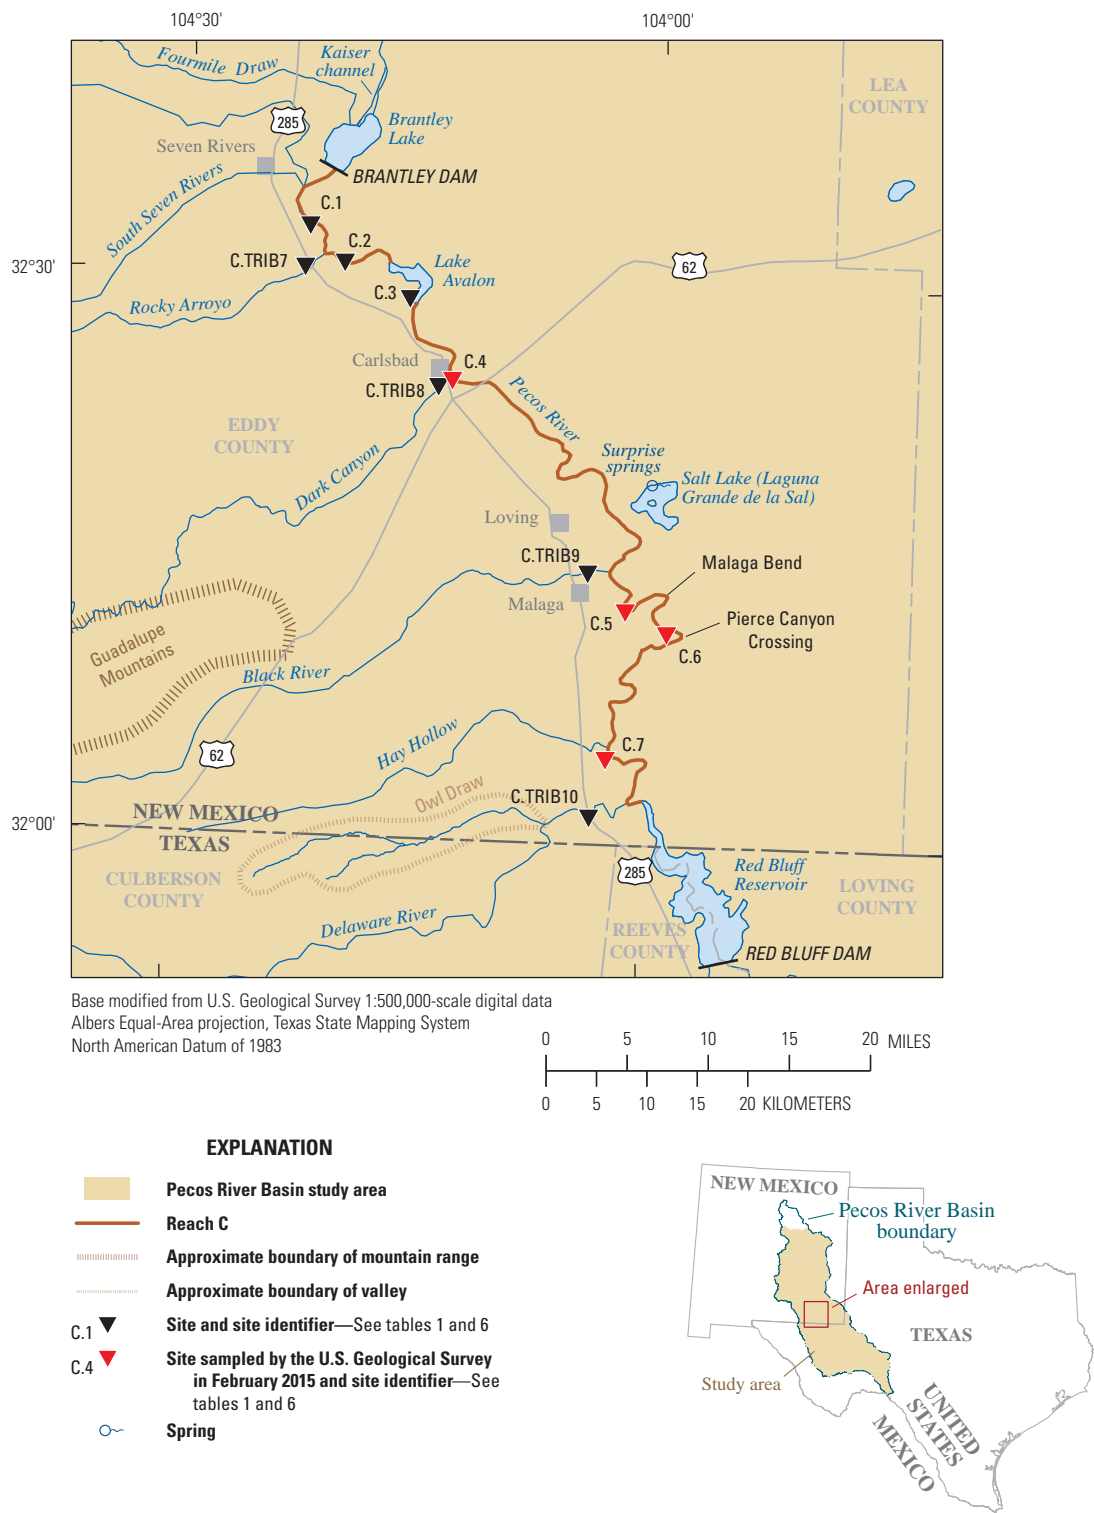 104°30'
104°00'
Fourmile Draw
Kaiser
channel
LEA
COUNTY
285
Brantley
Lake
Seven Rivers
BRANTLEY DAM
South Seven Rivers
C.1
C.2
C.TRIB7
32°30'
Lake
Avalon
62
C.3
Rocky Arroyo
Carlsbad
C.4
C.TRIB8
Pecos River
EDDY
COUNTY
Surprise
springs
Dark Canyon
Salt Lake (Laguna
Grande de la Sal)
Loving
C.TRIB9
Malaga Bend
Malaga
C.5
Pierce Canyon
Crossing
Guadalupe
Mountains
C.6
Black River
Hay Hollow
C.7
62
Owl Draw
C.TRIB10
NEW MEXICO
32°00'
TEXAS
285
Red Bluff
Reservoir
CULBERSON
COUNTY
LOVING
COUNTY
Delaware River
REEVES
COUNTY
RED BLUFF DAM
Base modified from U.S. Geological Survey 1:500,000-scale digital data
Albers Equal-Area projection, Texas State Mapping System
North American Datum of 1983
0 5 10 15 20 MILES
0 5 10 15 20 KILOMETERS
EXPLANATION
Pecos River Basin study area
Reach C
Approximate boundary of mountain range
Approximate boundary of valley
C.1 Site and site identifier—See tables 1 and 6
C.4 Site sampled by the U.S. Geological Survey
in February 2015 and site identifier—See
tables 1 and 6
Spring
NEW MEXICO
Pecos River Basin
boundary
Area enlarged
TEXAS
Study area
UNITED
STATES
MEXICO